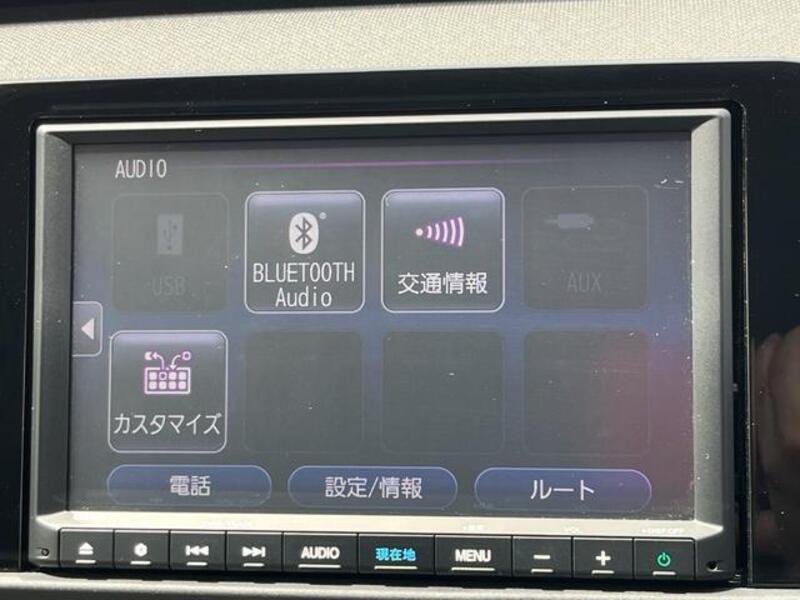 AUDIO
USB
BLUETOOTH
Audio
交通情報
AUX
カスタマイズ
電話
設定/情報
ルート
AUDIO
現在地
MENU